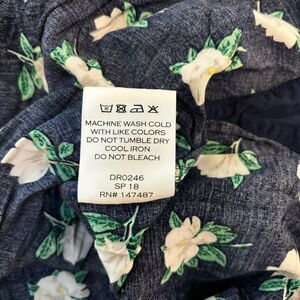 MACHINE WASH COLD
WITH LIKE COLORS
DO NOT TUMBLE DRY
COOL IRON
DO NOT BLEACH
DR0246
SP 18
RN# 147487